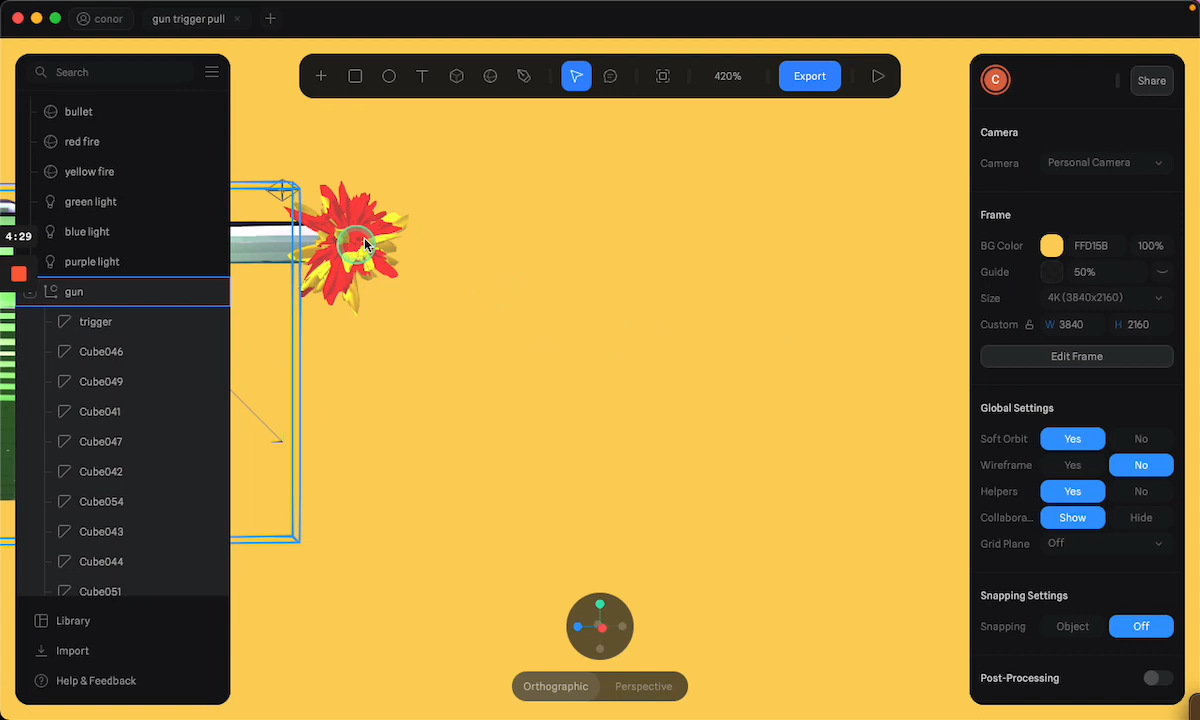 conor
gun trigger pull
Search
bullet
red fire
yellow fire
green light
blue light
4:29
purple light
gun
trigger
Cube046
Cube049
Cube041
Cube047
Cube042
Cube054
Cube043
Cube044
Cube051
Library
Import
Help & Feedback
420%
Export
Orthographic
Perspective
C
Share
Camera
Camera Personal Camera
Frame
BG Color FFD15B 100%
Guide 50%
Size 4K (3840x2160)
Custom W 3840 H 2160
Edit Frame
Global Settings
Soft Orbit Yes No
Wireframe Yes No
Helpers Yes No
Collabora... Show Hide
Grid Plane Off
Snapping Settings
Snapping Object Off
Post-Processing